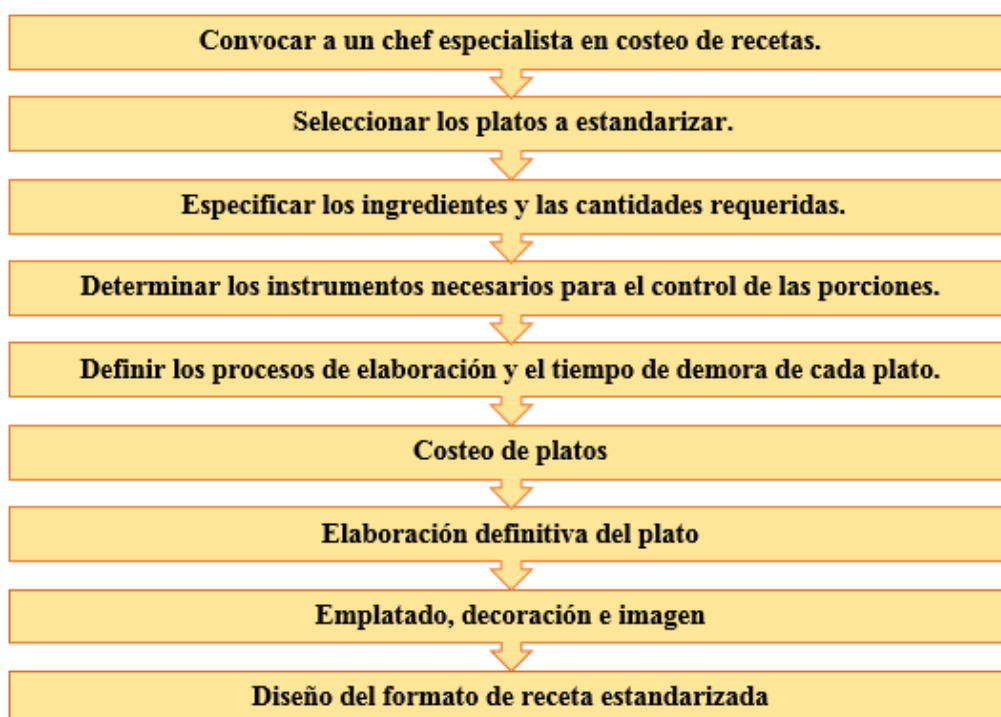 Convocar a un chef especialista en costeo de recetas.
Seleccionar los platos a estandarizar.
Especificar los ingredientes y las cantidades requeridas.
Determinar los instrumentos necesarios para el control de las porciones.
Definir los procesos de elaboración y el tiempo de demora de cada plato.
Costeo de platos
Elaboración definitiva del plato
Emplatado, decoración e imagen
Diseño del formato de receta estandarizada